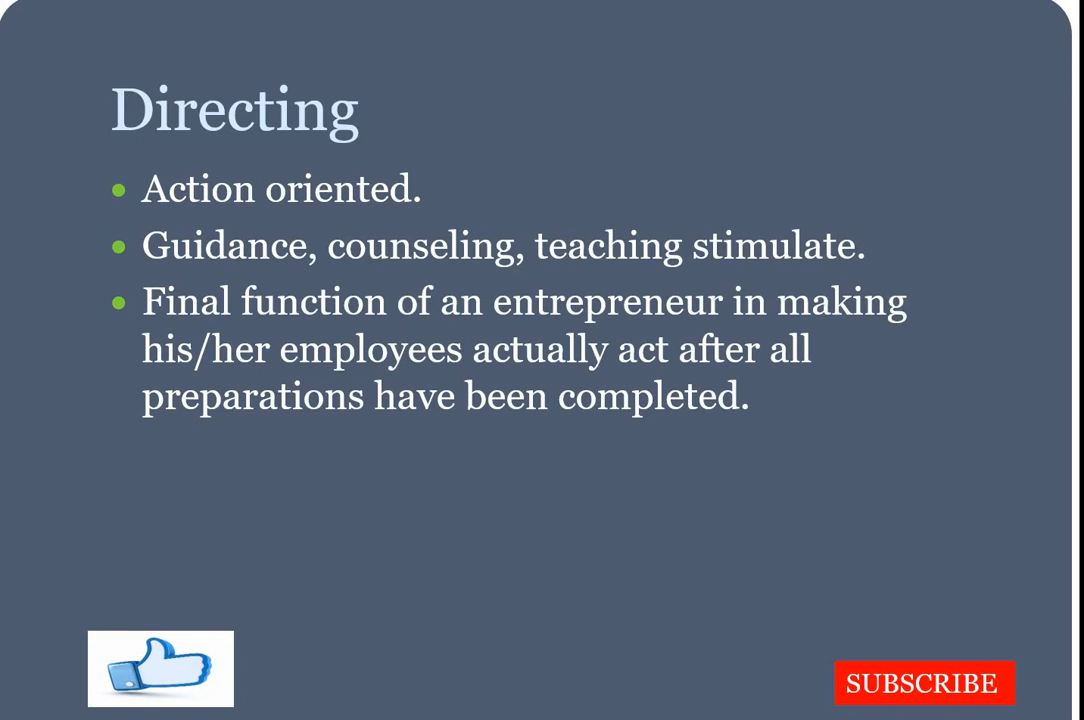 Directing
Action oriented.
Guidance, counseling, teaching stimulate.
Final function of an entrepreneur in making
his/her employees actually act after all
preparations have been completed.
SUBSCRIBE